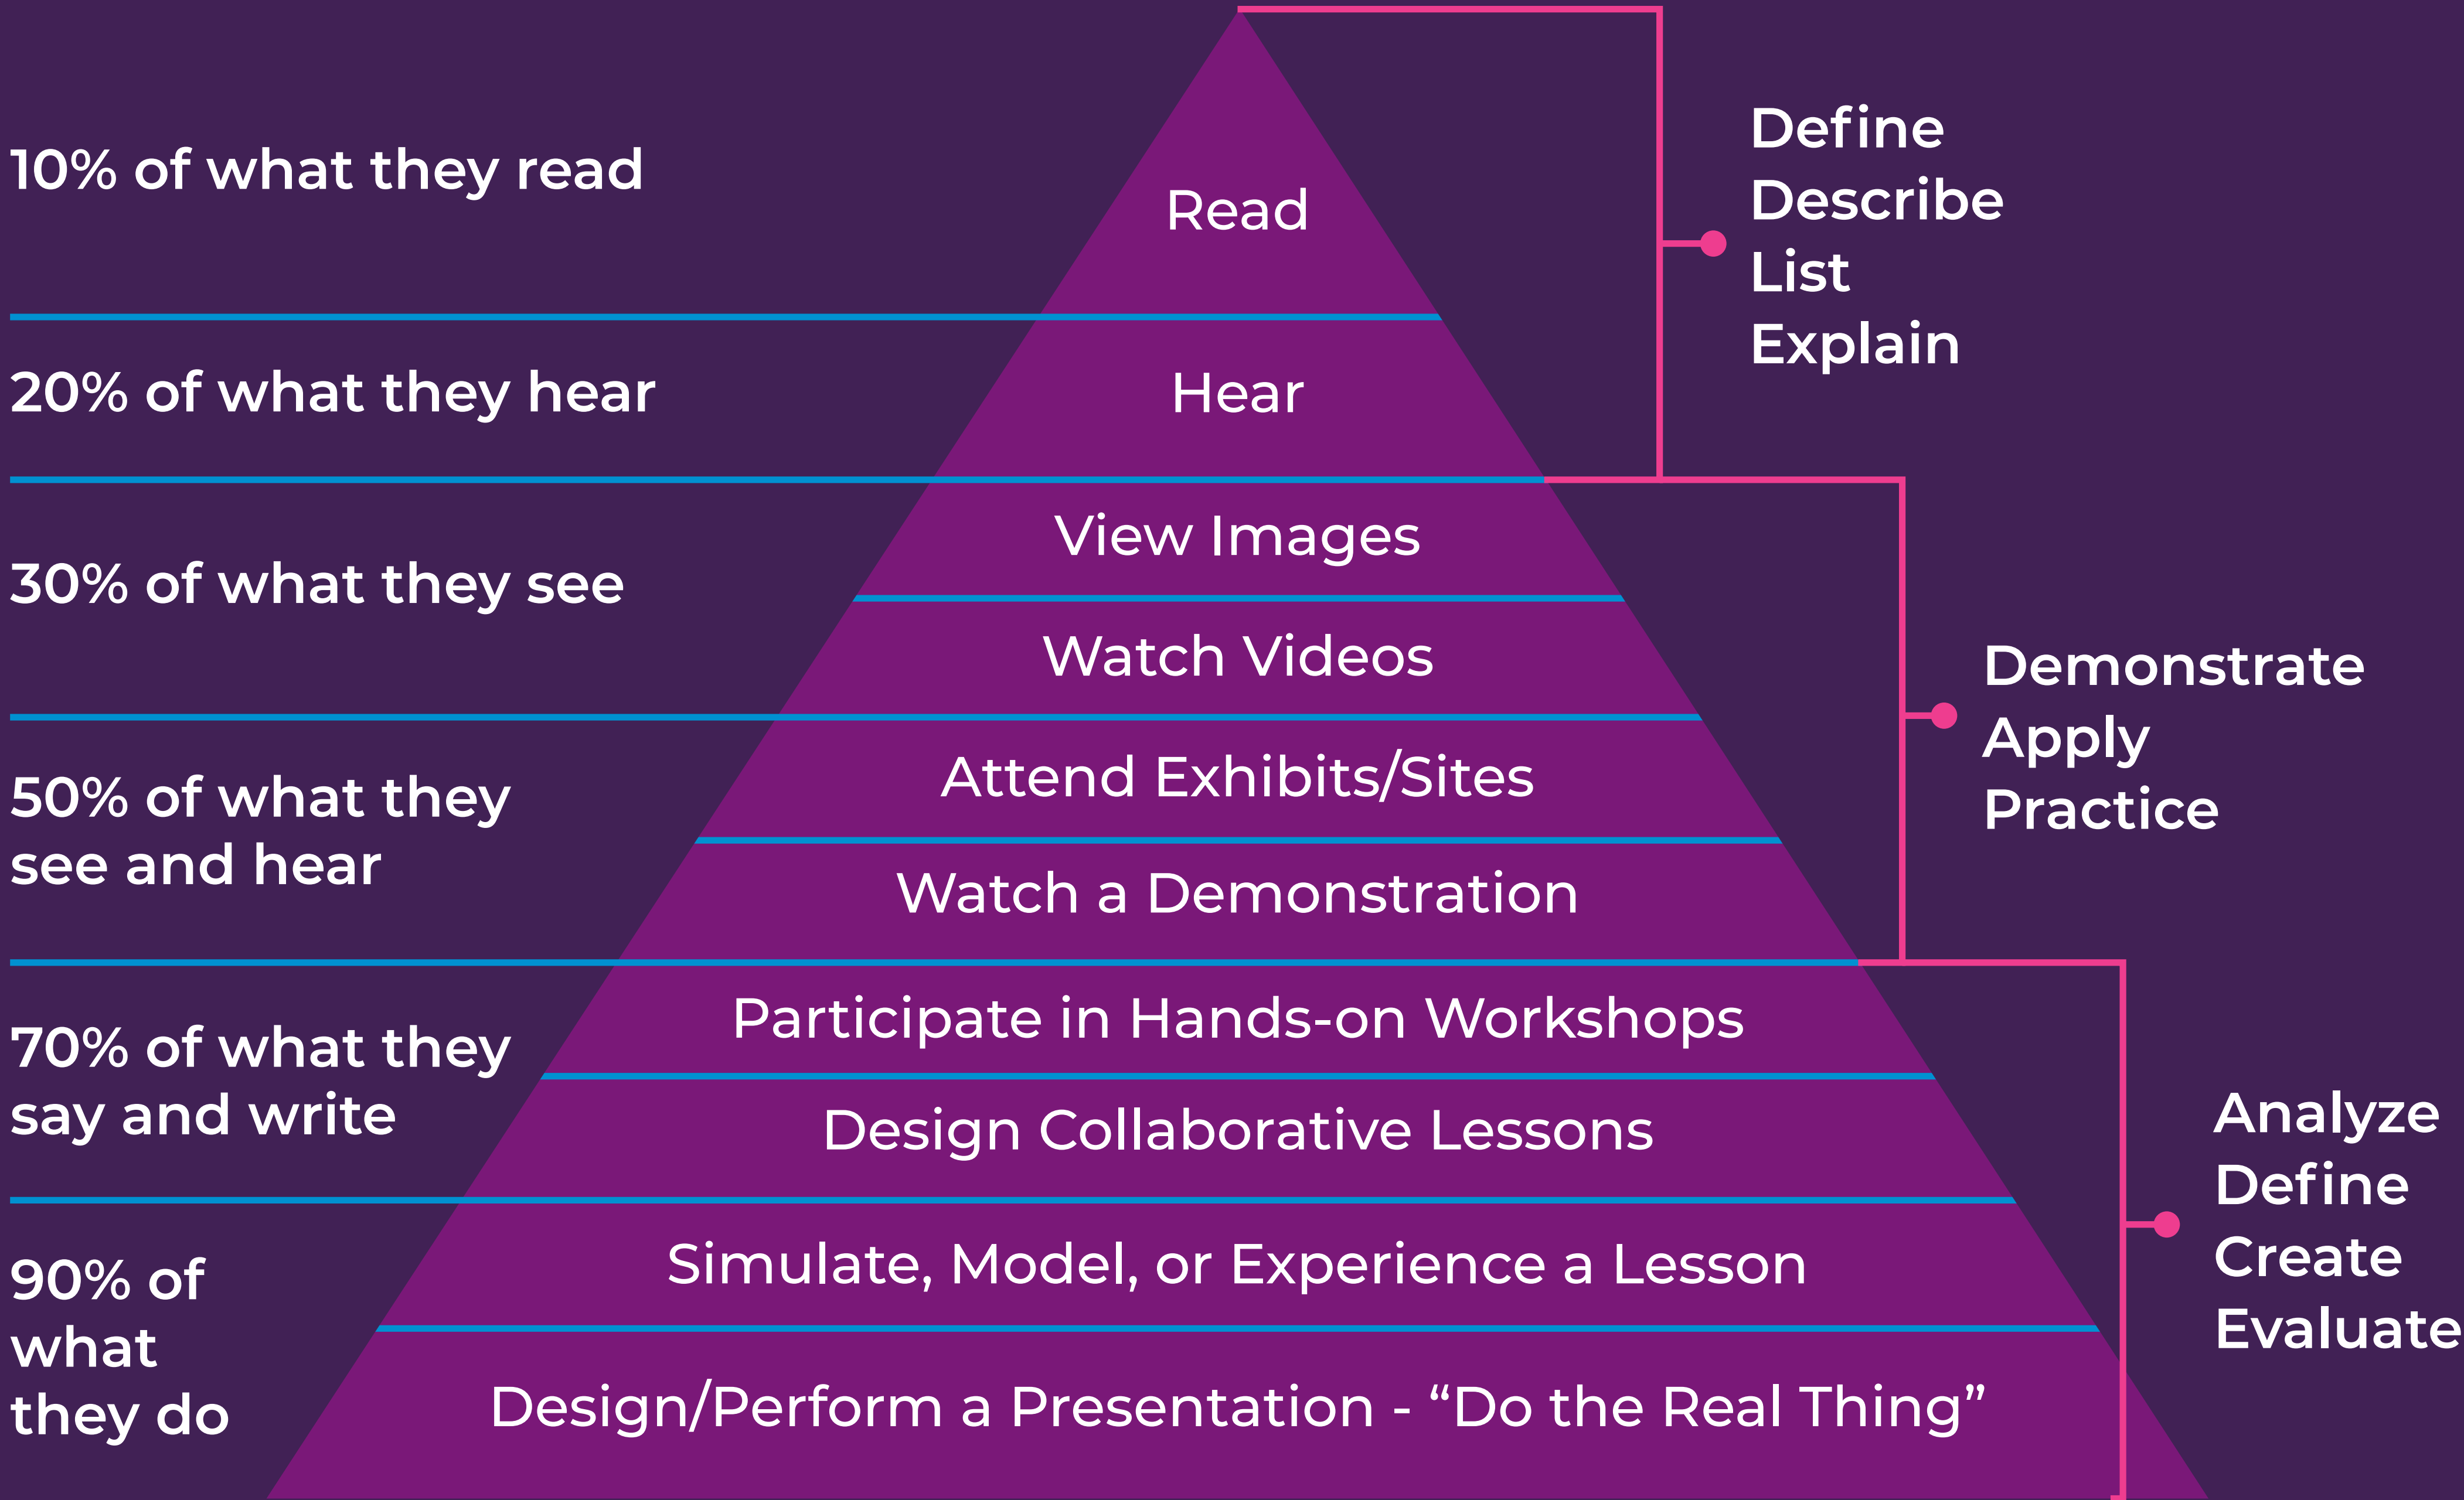 10% of what they read
20% of what they hear
30% of what they see
50% of what they
see and hear
70% of what they
say and write
90% of
what
they do
Read
Hear
View Images
Watch Videos
Attend Exhibits/Sites
Watch a Demonstration
Participate in Hands-on Workshops
Design Collaborative Lessons
Simulate, Model, or Experience a Lesson
Design/Perform a Presentation - “Do the Real Thing”
Define
Describe
List
Explain
Demonstrate
Apply
Practice
Analyze
Define
Create
Evaluate